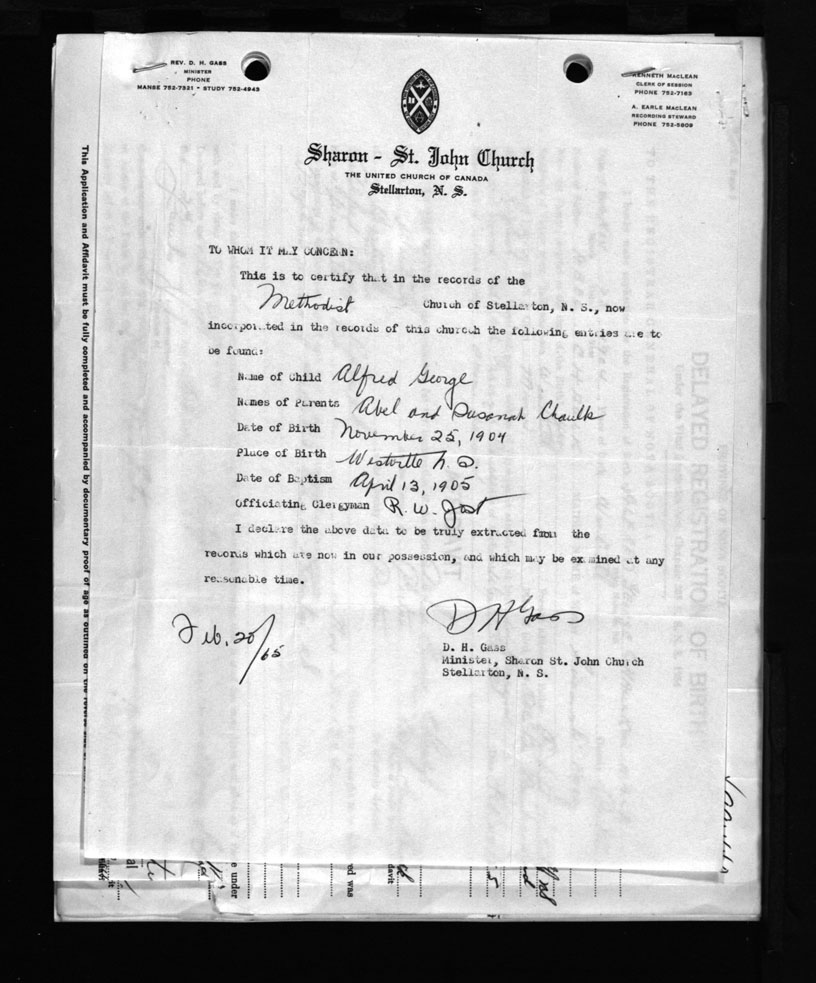 REV. D. H. GASS
MINISTER
PHONE
MANSE 752-7321 • STUDY 752-4943
KENNETH MacLEAN
CLERK OF SESSION
PHONE 752-7163
A. EARLE MacLEAN
RECORDING STEWARD
PHONE 752-5809
Sharon - St. John Church
THE UNITED CHURCH OF CANADA
Stellarton, N. S.
TO WHOM IT MAY CONCERN:
This is to certify that in the records of the
Methodist Church of Stellarton, N. S., now
incorporated in the records of this church the following entries are to
be found:
Name of Child Alfred George
Names of Parents Abel and Susanah Chaulk
Date of Birth November 25, 1904
Place of Birth Westville N. S.
Date of Baptism April 13, 1905
Officiating Clergyman R. W. Jost
I declare the above data to be truly extracted from the
records which are now in our possession, and which may be examined at any
reasonable time.
Feb. 20/65
D H Gass
D. H. Gass
Minister, Sharon St. John Church
Stellarton, N. S.
This Application and Affidavit must be fully completed and accompanied by documentary proof of age as outlined on the reverse
DELAYED REGISTRATION OF BIRTH
e under